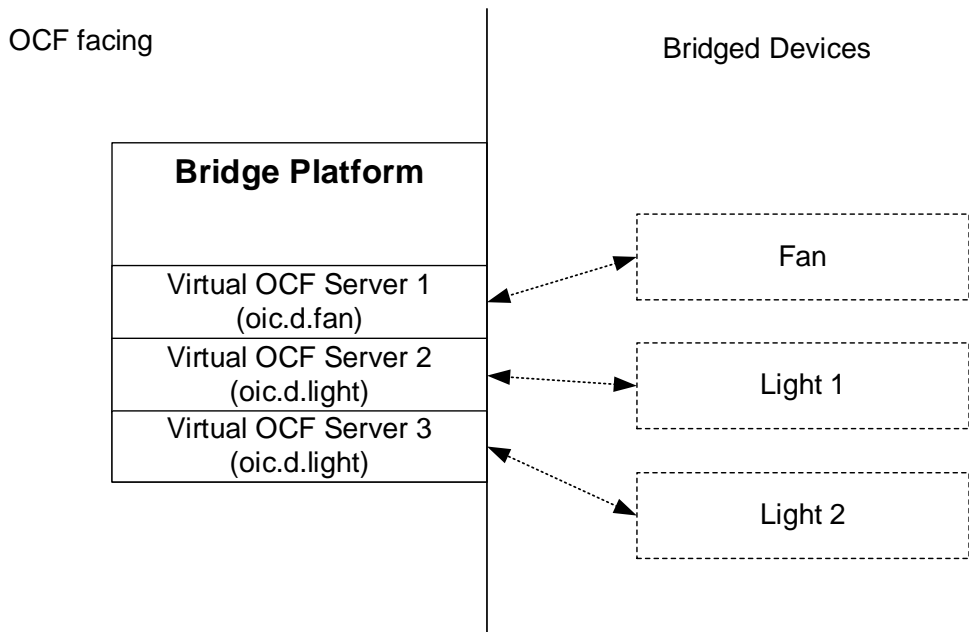 OCF facing
Bridged Devices
Bridge Platform
Virtual OCF Server 1
(oic.d.fan)
Virtual OCF Server 2
(oic.d.light)
Virtual OCF Server 3
(oic.d.light)
Fan
Light 1
Light 2